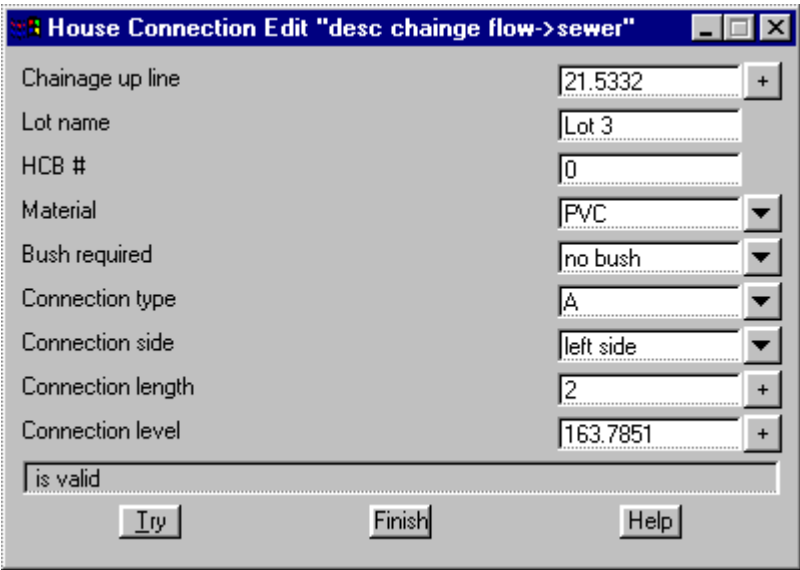 House Connection Edit "desc chainge flow->sewer"
Chainage up line 21.5332 +
Lot name Lot 3
HCB # 0
Material PVC
Bush required no bush
Connection type A
Connection side left side
Connection length 2 +
Connection level 163.7851 +
is valid
Try Finish Help